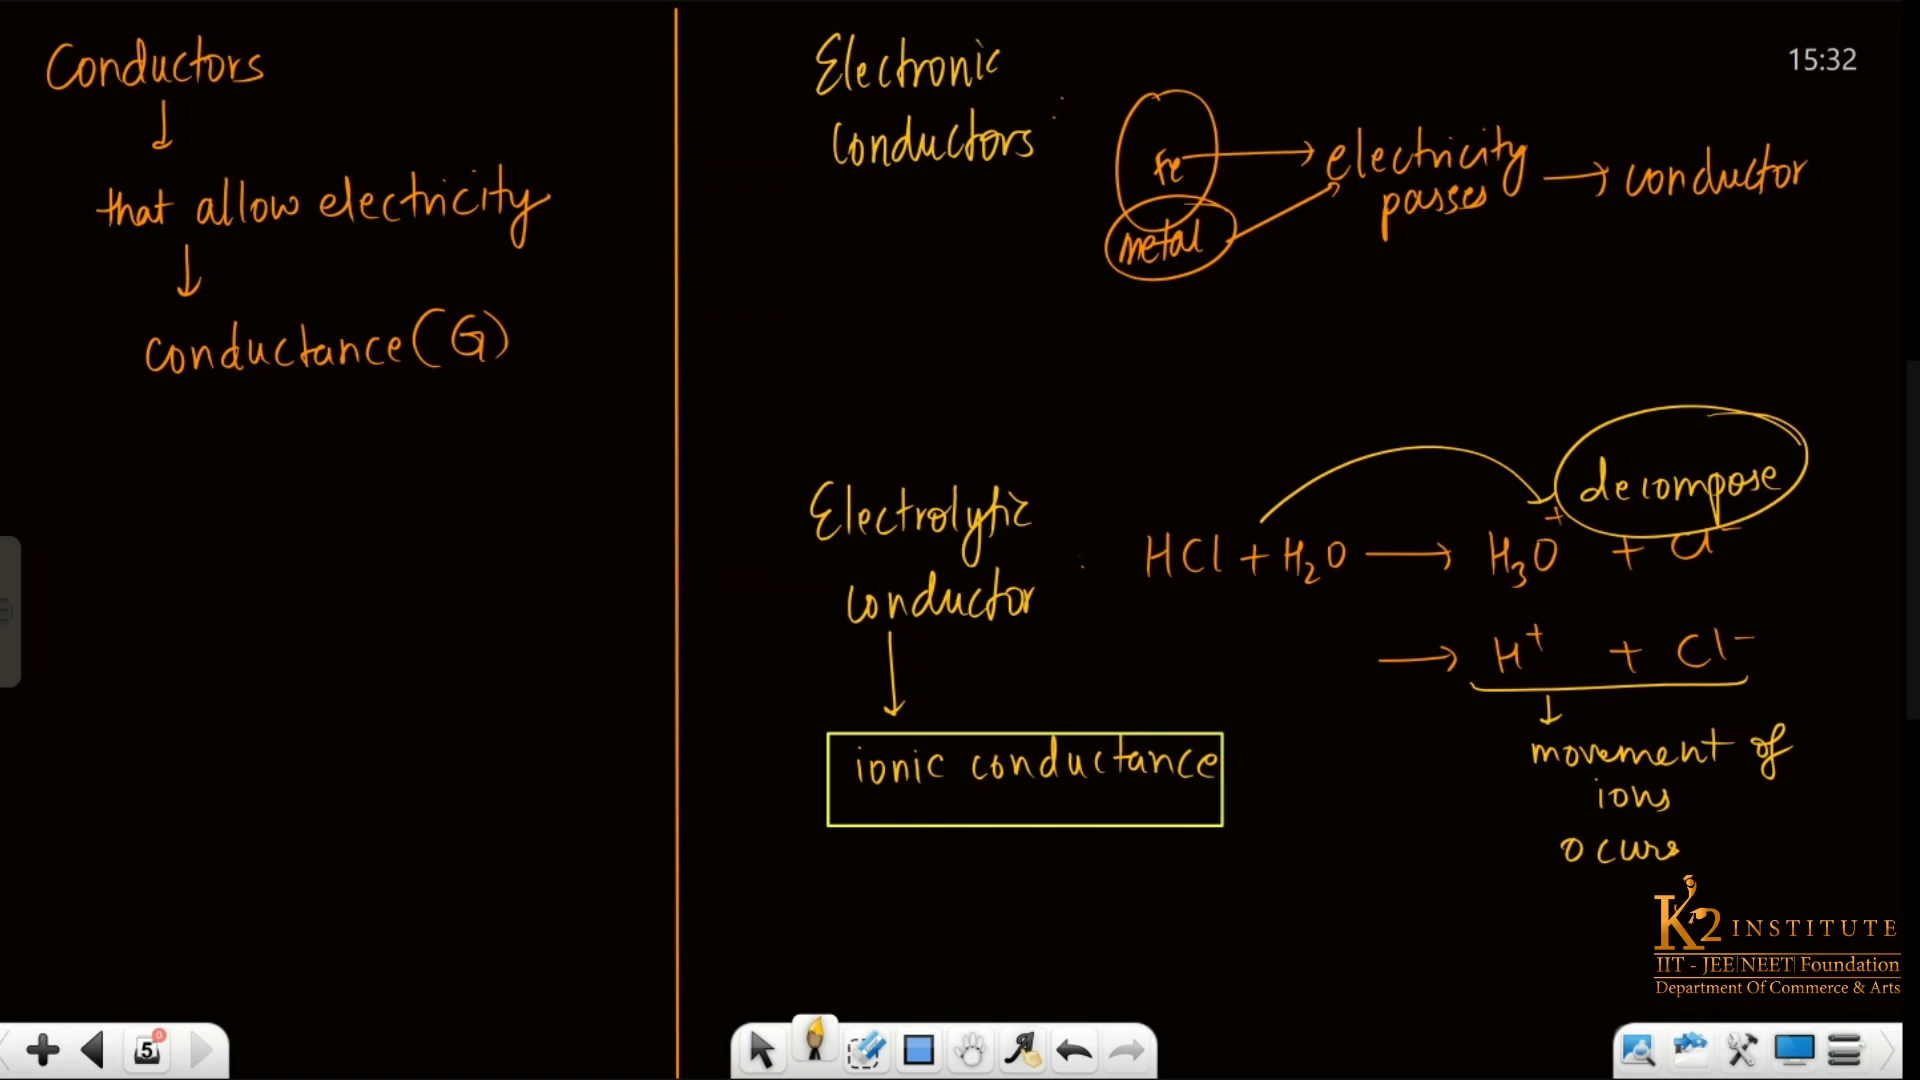 Conductors
↓
that allow electricity
↓
conductance (G)
15:32
Electronic
conductors :
Fe → electricity passes → conductor
metal
decompose
Electrolytic
conductor
: HCl + H₂O → H₃O⁺ + Cl⁻
→ H⁺ + Cl⁻
↓
ionic conductance
↓
movement of
ions
ocurs
K2 INSTITUTE
IIT - JEE|NEET| Foundation
Department Of Commerce & Arts
5
0